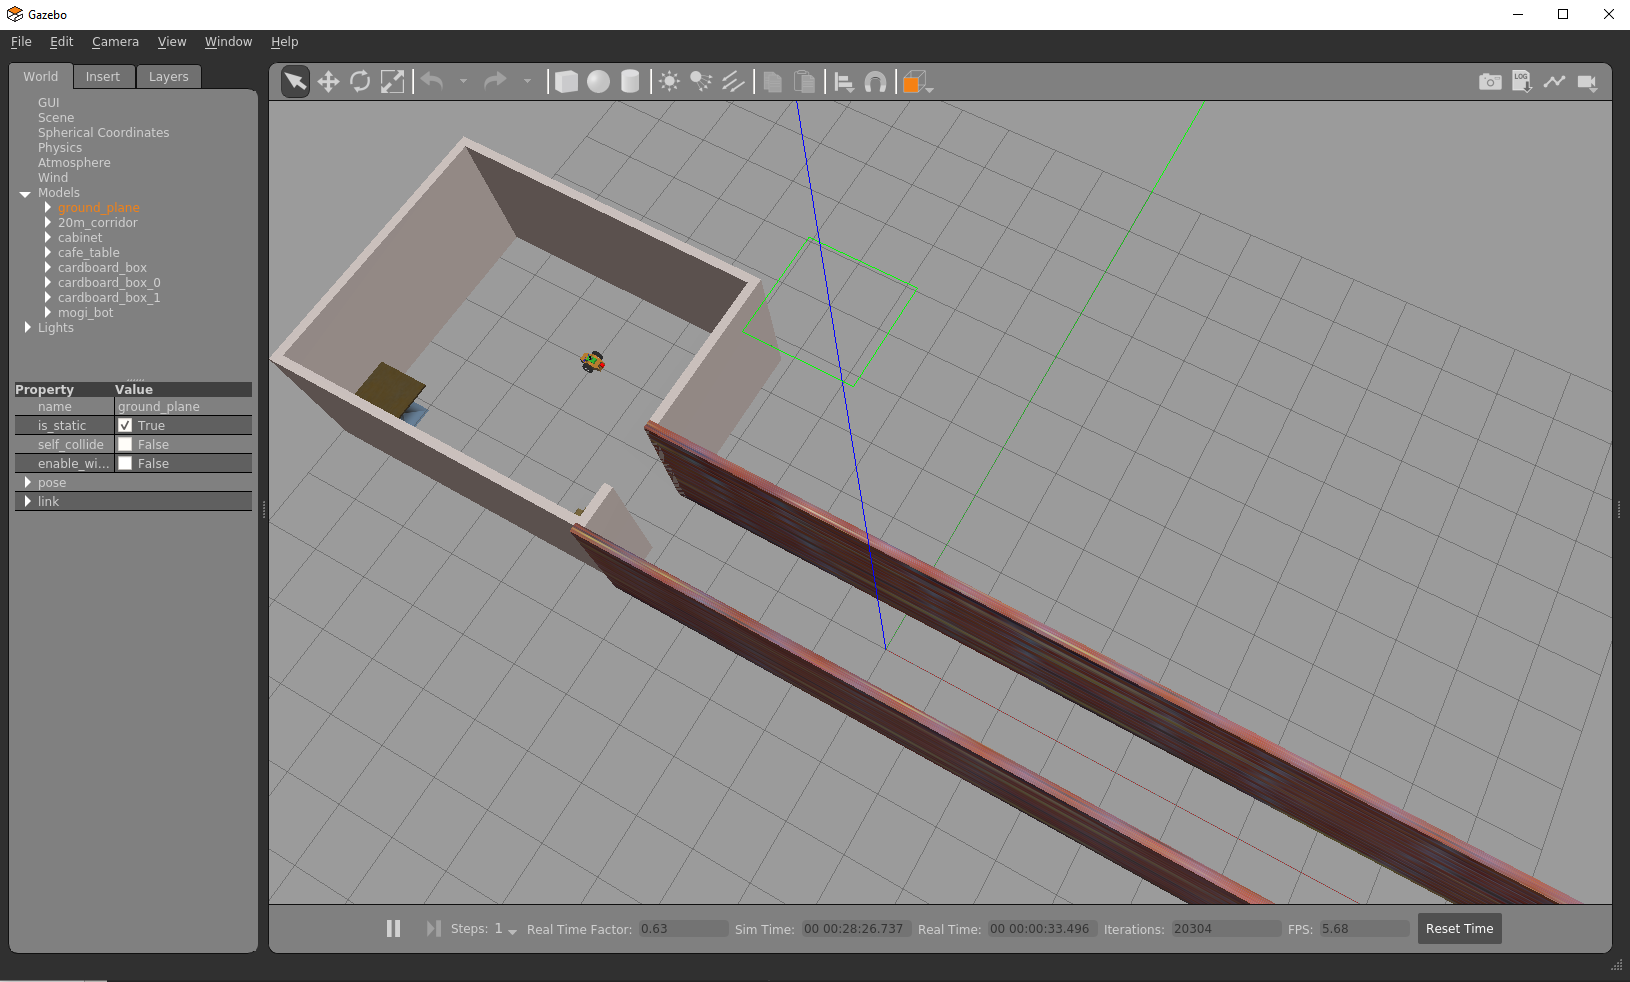 Gazebo
File Edit Camera View Window Help
World Insert Layers
GUI
Scene
Spherical Coordinates
Physics
Atmosphere
Wind
Models
ground_plane
20m_corridor
cabinet
cafe_table
cardboard_box
cardboard_box_0
cardboard_box_1
mogi_bot
Lights
Property Value
name ground_plane
is_static True
self_collide False
enable_wi... False
pose
link
LOG
Steps: 1 Real Time Factor: 0.63 Sim Time: 00 00:28:26.737 Real Time: 00 00:00:33.496 Iterations: 20304 FPS: 5.68 Reset Time